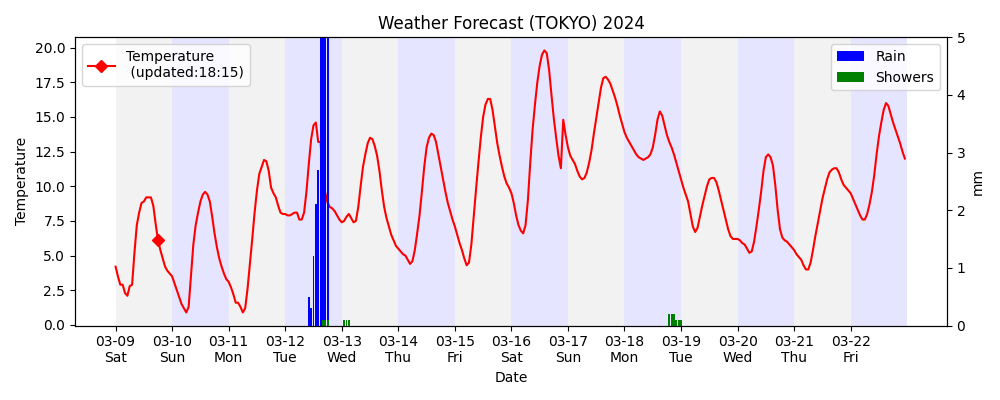 Weather Forecast (TOKYO) 2024
Temperature
(updated:18:15)
Rain
Showers
Temperature
20.0
17.5
15.0
12.5
10.0
7.5
5.0
2.5
0.0
5
4
3
2
1
0
mm
03-09 03-10 03-11 03-12 03-13 03-14 03-15 03-16 03-17 03-18 03-19 03-20 03-21 03-22
Sat Sun Mon Tue Wed Thu Fri Sat Sun Mon Tue Wed Thu Fri
Date